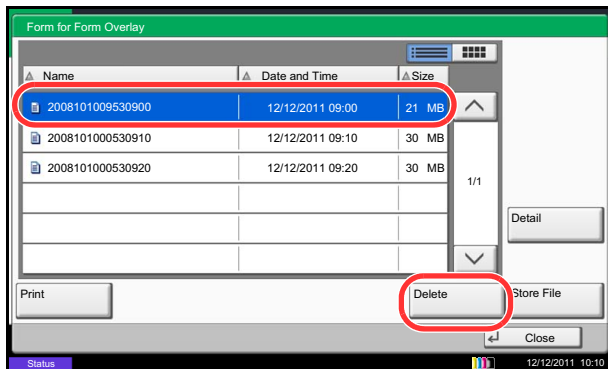 Form for Form Overlay
Name Date and Time Size
2008101009530900 12/12/2011 09:00 21 MB
2008101000530910 12/12/2011 09:10 30 MB
2008101000530920 12/12/2011 09:20 30 MB
1/1
Detail
Print Delete Store File
Close
Status 12/12/2011 10:10